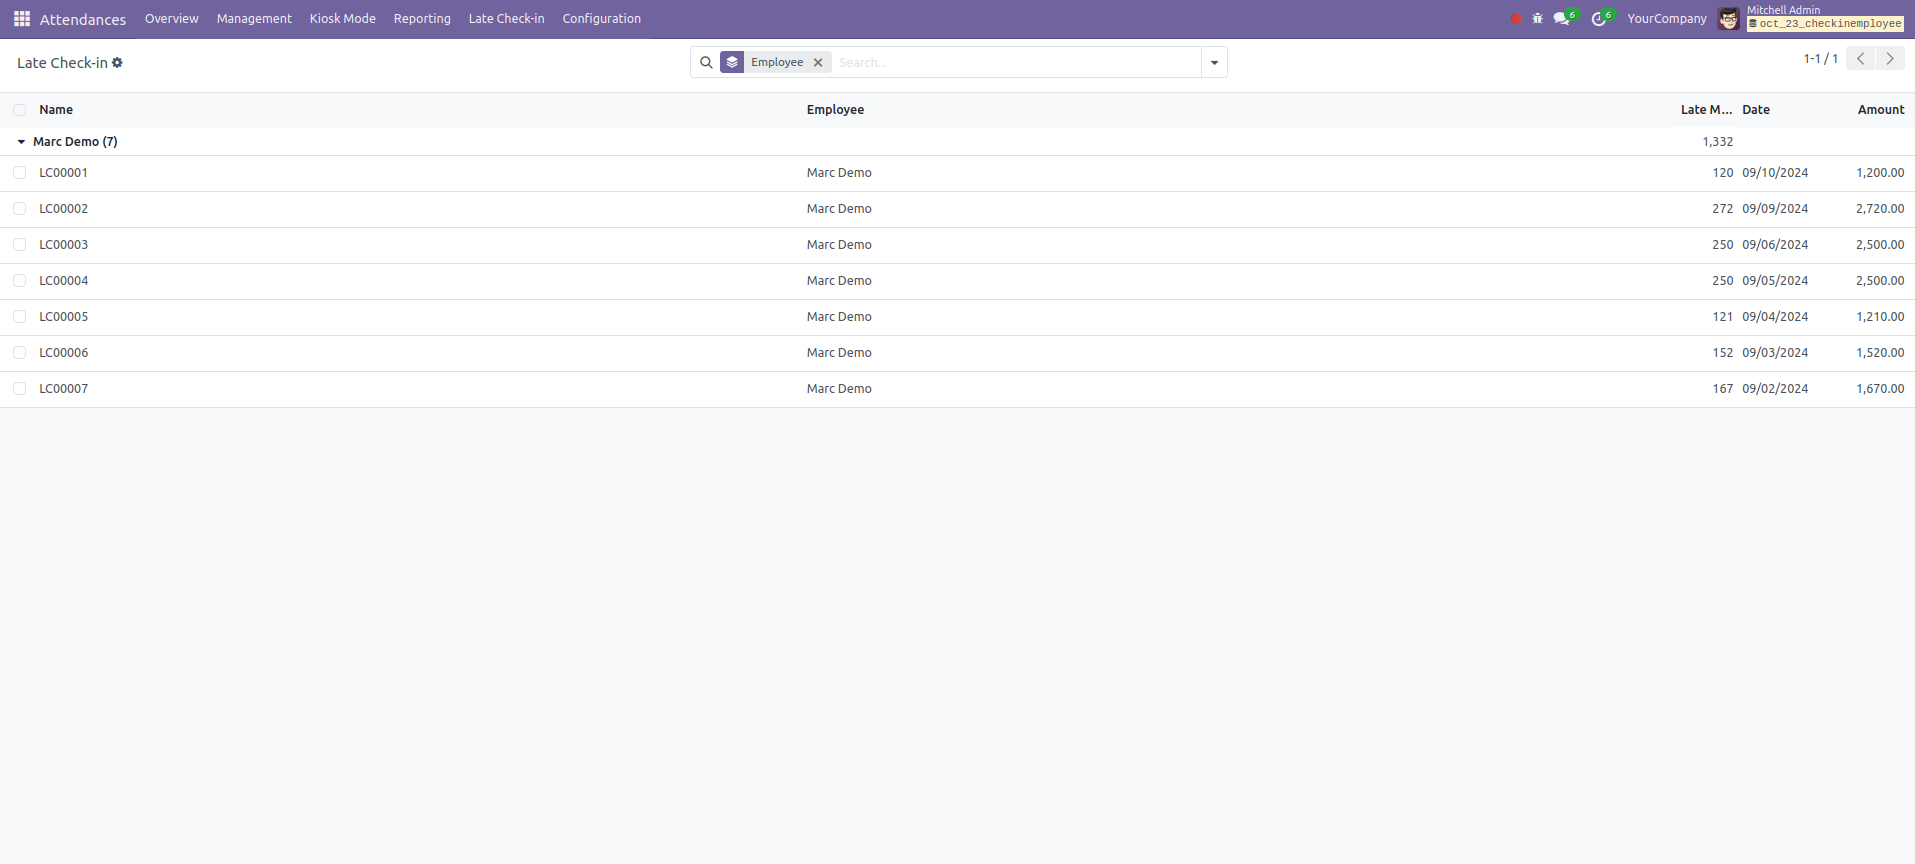 Attendances Overview Management Kiosk Mode Reporting Late Check-in Configuration 6 6 YourCompany Mitchell Admin
oct_23_checkinemployee
Late Check-in Employee Search... 1-1 / 1
Name Employee Late M... Date Amount
Marc Demo (7) 1,332
LC00001 Marc Demo 120 09/10/2024 1,200.00
LC00002 Marc Demo 272 09/09/2024 2,720.00
LC00003 Marc Demo 250 09/06/2024 2,500.00
LC00004 Marc Demo 250 09/05/2024 2,500.00
LC00005 Marc Demo 121 09/04/2024 1,210.00
LC00006 Marc Demo 152 09/03/2024 1,520.00
LC00007 Marc Demo 167 09/02/2024 1,670.00